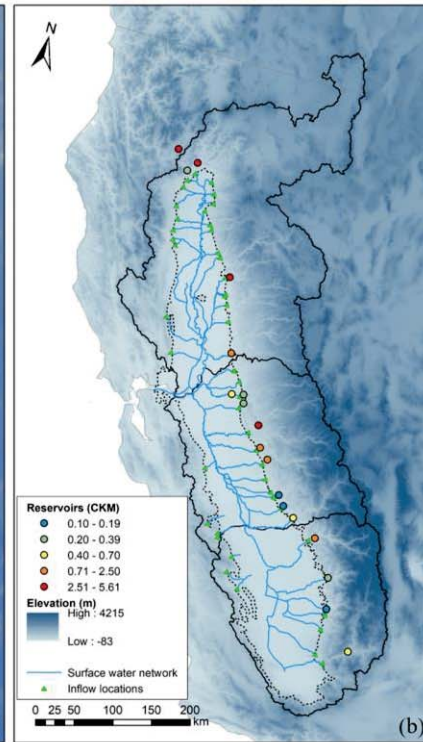 N
Reservoirs (CKM)
0.10 - 0.19
0.20 - 0.39
0.40 - 0.70
0.71 - 2.50
2.51 - 5.61
Elevation (m)
High : 4215
Low : -83
Surface water network
Inflow locations
0 25 50 100 150 200
km
(b)